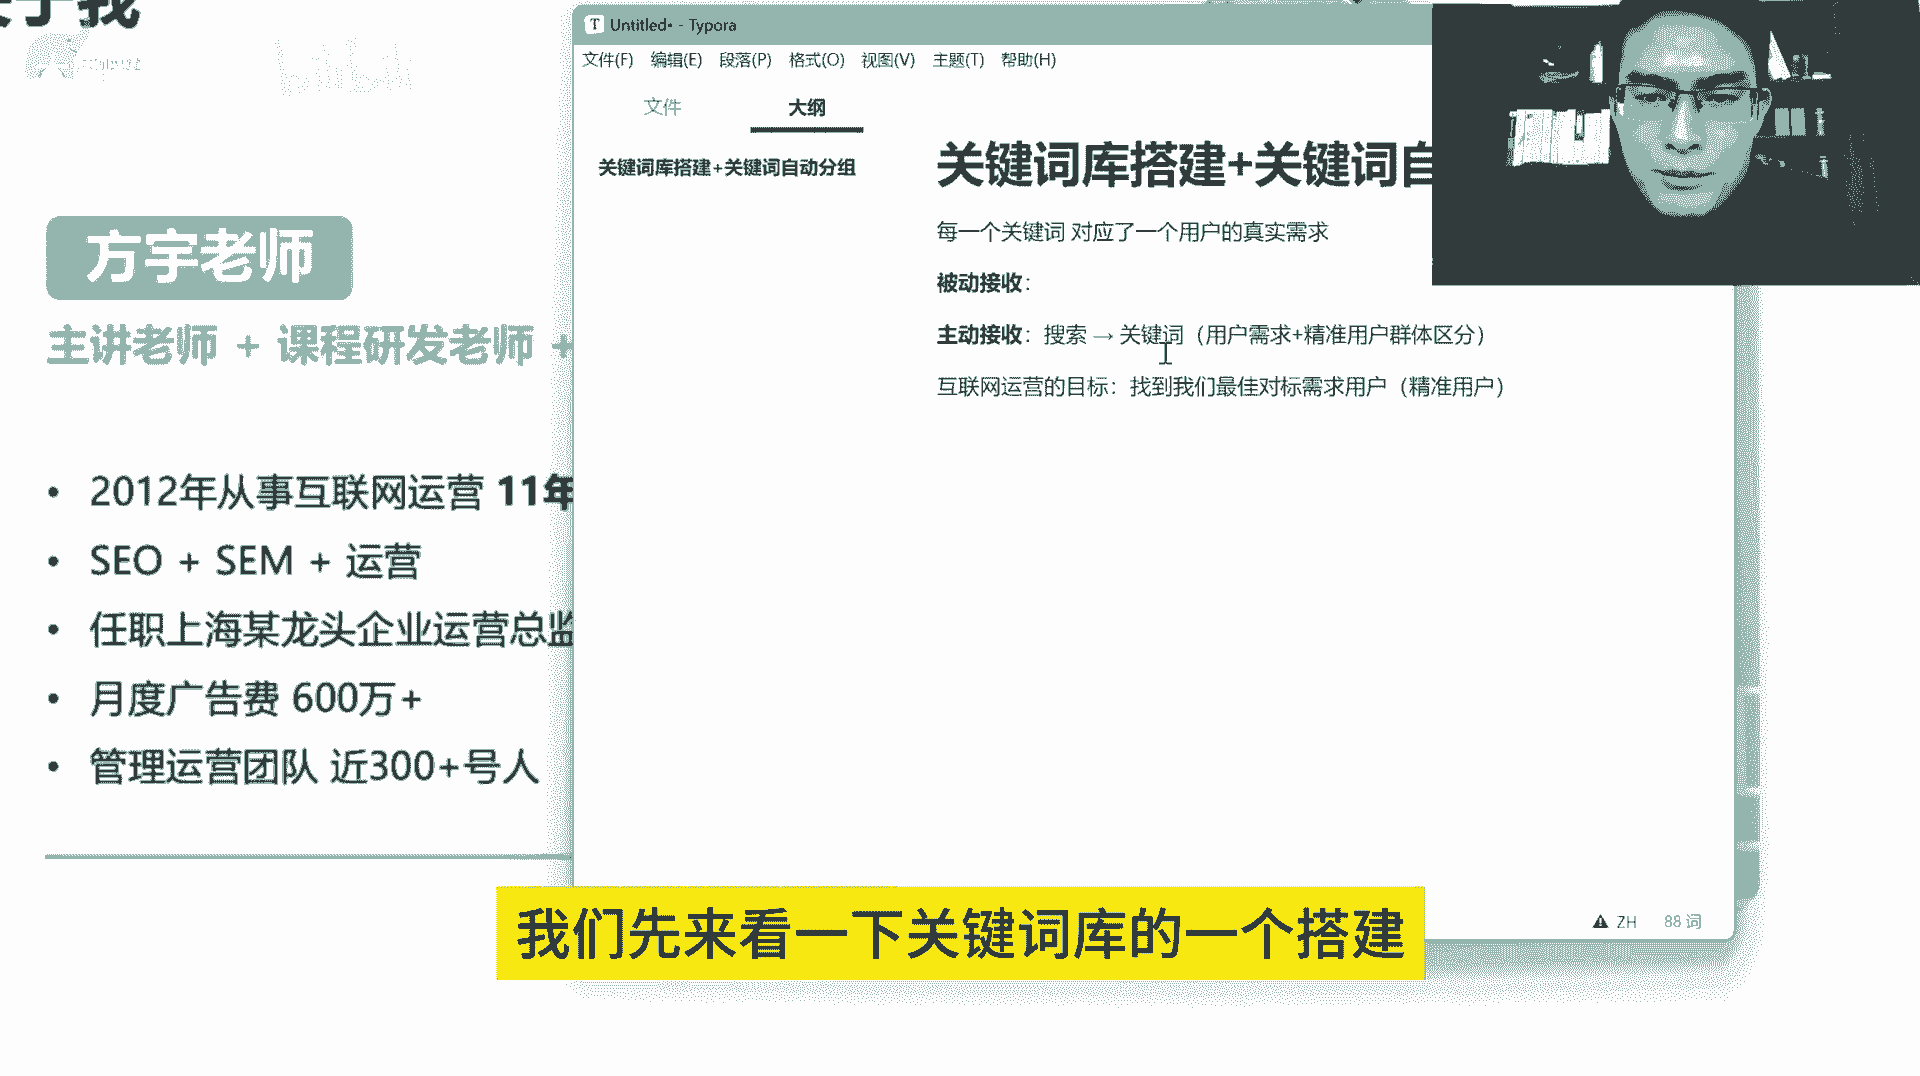 关于我
bilibili
方宇老师
主讲老师 + 课程研发老师 +
• 2012年从事互联网运营 11年
• SEO + SEM + 运营
• 任职上海某龙头企业运营总监
• 月度广告费 600万+
• 管理运营团队 近300+号人
T Untitled• - Typora
文件(F) 编辑(E) 段落(P) 格式(O) 视图(V) 主题(T) 帮助(H)
文件 大纲
关键词库搭建+关键词自动分组
关键词库搭建+关键词自
每一个关键词 对应了一个用户的真实需求
被动接收：
主动接收：搜索 → 关键词（用户需求+精准用户群体区分）
互联网运营的目标：找到我们最佳对标需求用户（精准用户）
ZH 88 词
我们先来看一下关键词库的一个搭建